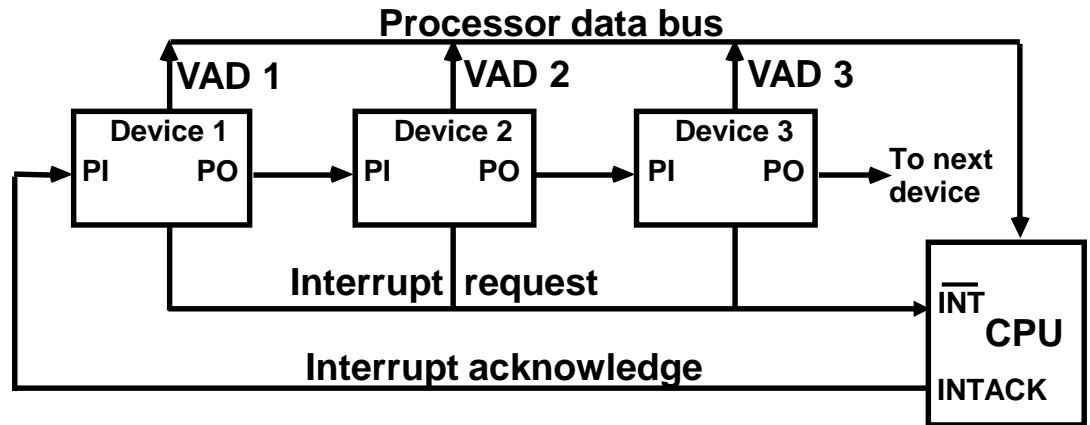 Processor data bus
VAD 1
VAD 2
VAD 3
Device 1
PI
PO
Device 2
PI
PO
Device 3
PI
PO
To next
device
Interrupt request
INT
CPU
Interrupt acknowledge
INTACK